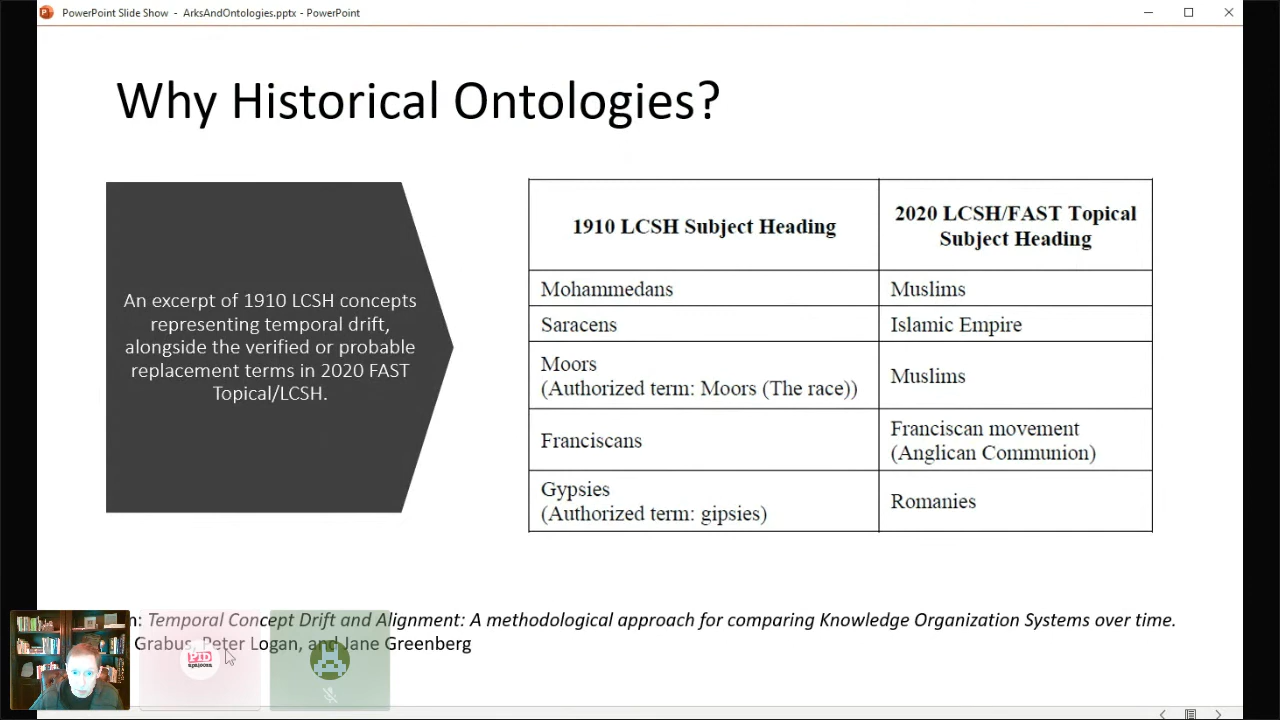 PowerPoint Slide Show - ArksAndOntologies.pptx - PowerPoint
Why Historical Ontologies?
An excerpt of 1910 LCSH concepts
representing temporal drift,
alongside the verified or probable
replacement terms in 2020 FAST
Topical/LCSH.
1910 LCSH Subject Heading
2020 LCSH/FAST Topical
Subject Heading
Mohammedans
Muslims
Saracens
Islamic Empire
Moors
(Authorized term: Moors (The race))
Muslims
Franciscans
Franciscan movement
(Anglican Communion)
Gypsies
(Authorized term: gipsies)
Romanies
Temporal Concept Drift and Alignment: A methodological approach for comparing Knowledge Organization Systems over time.
Grabus, Peter Logan, and Jane Greenberg
PID